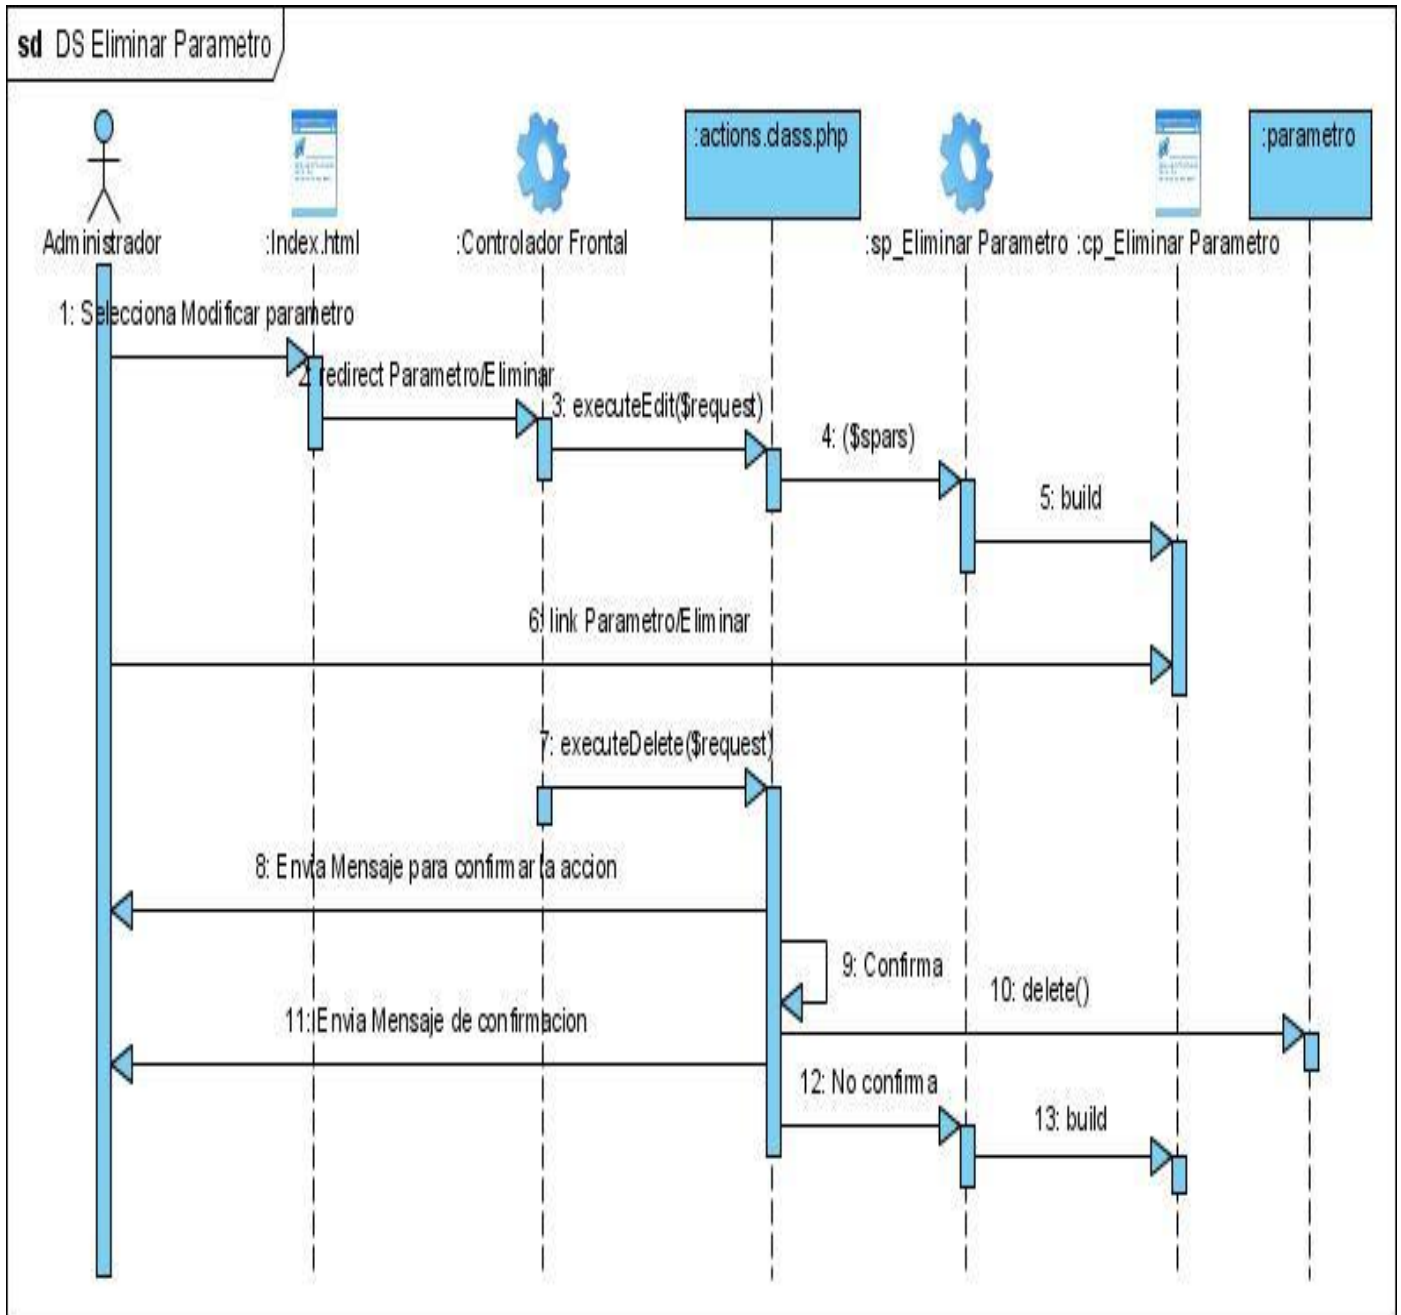 sd DS Eliminar Parametro
:actions.class.php
:parametro
Administrador
:Index.html
:Controlador Frontal
:sp_Eliminar Parametro
:cp_Eliminar Parametro
1: Selecciona Modificar parametro
2: redirect Parametro/Eliminar
3: executeEdit($request)
4: ($spars)
5: build
6: link Parametro/Eliminar
7: executeDelete($request)
8: Envia Mensaje para confirmar la accion
9: Confirma
10: delete()
11: Envia Mensaje de confirmacion
12: No confirma
13: build